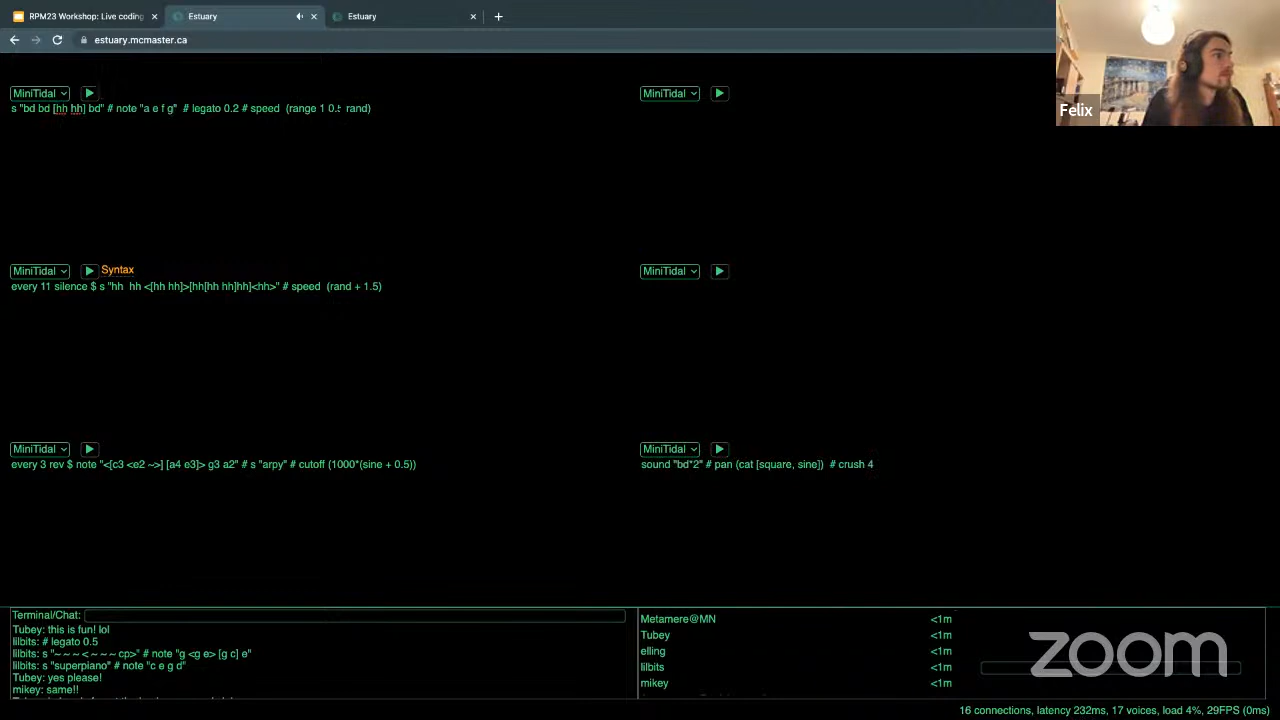 RPM23 Workshop: Live coding
Estuary
Estuary
estuary.mcmaster.ca
Felix
MiniTidal
MiniTidal
s "bd bd [hh hh] bd" # note "a e f g" # legato 0.2 # speed (range 1 0.t rand)
MiniTidal
Syntax
MiniTidal
every 11 silence $ s "hh hh <[hh hh]>[hh[hh hh]hh]<hh>" # speed (rand + 1.5)
MiniTidal
MiniTidal
every 3 rev $ note "<[c3 <e2 ~>] [a4 e3]> g3 a2" # s "arpy" # cutoff (1000*(sine + 0.5))
sound "bd*2" # pan (cat [square, sine]) # crush 4
Terminal/Chat:
Tubey: this is fun! lol
lilbits: # legato 0.5
lilbits: s "~ ~ ~ < ~ ~ ~ cp>" # note "g <g e> [g c] e"
lilbits: s "superpiano" # note "c e g d"
Tubey: yes please!
mikey: same!!
Metamere@MN <1m
Tubey <1m
elling <1m
lilbits <1m
mikey <1m
zoom
16 connections, latency 232ms, 17 voices, load 4%, 29FPS (0ms)